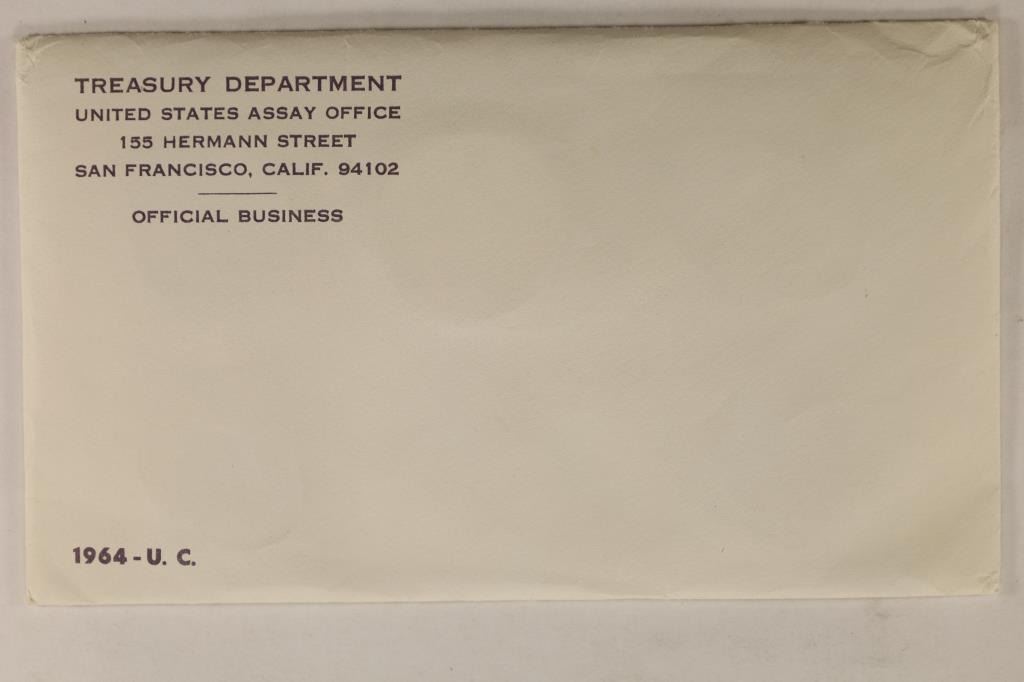 TREASURY DEPARTMENT
UNITED STATES ASSAY OFFICE
155 HERMANN STREET
SAN FRANCISCO, CALIF. 94102
OFFICIAL BUSINESS
1964-U. C.